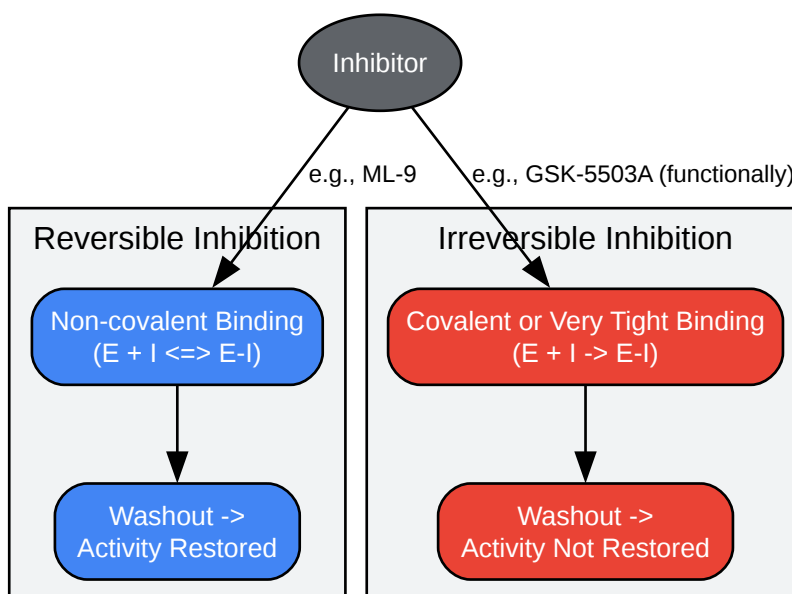 Inhibitor
e.g., ML-9
e.g., GSK-5503A (functionally)
Reversible Inhibition
Irreversible Inhibition
Non-covalent Binding
(E + I <=> E-I)
Covalent or Very Tight Binding
(E + I -> E-I)
Washout ->
Activity Restored
Washout ->
Activity Not Restored